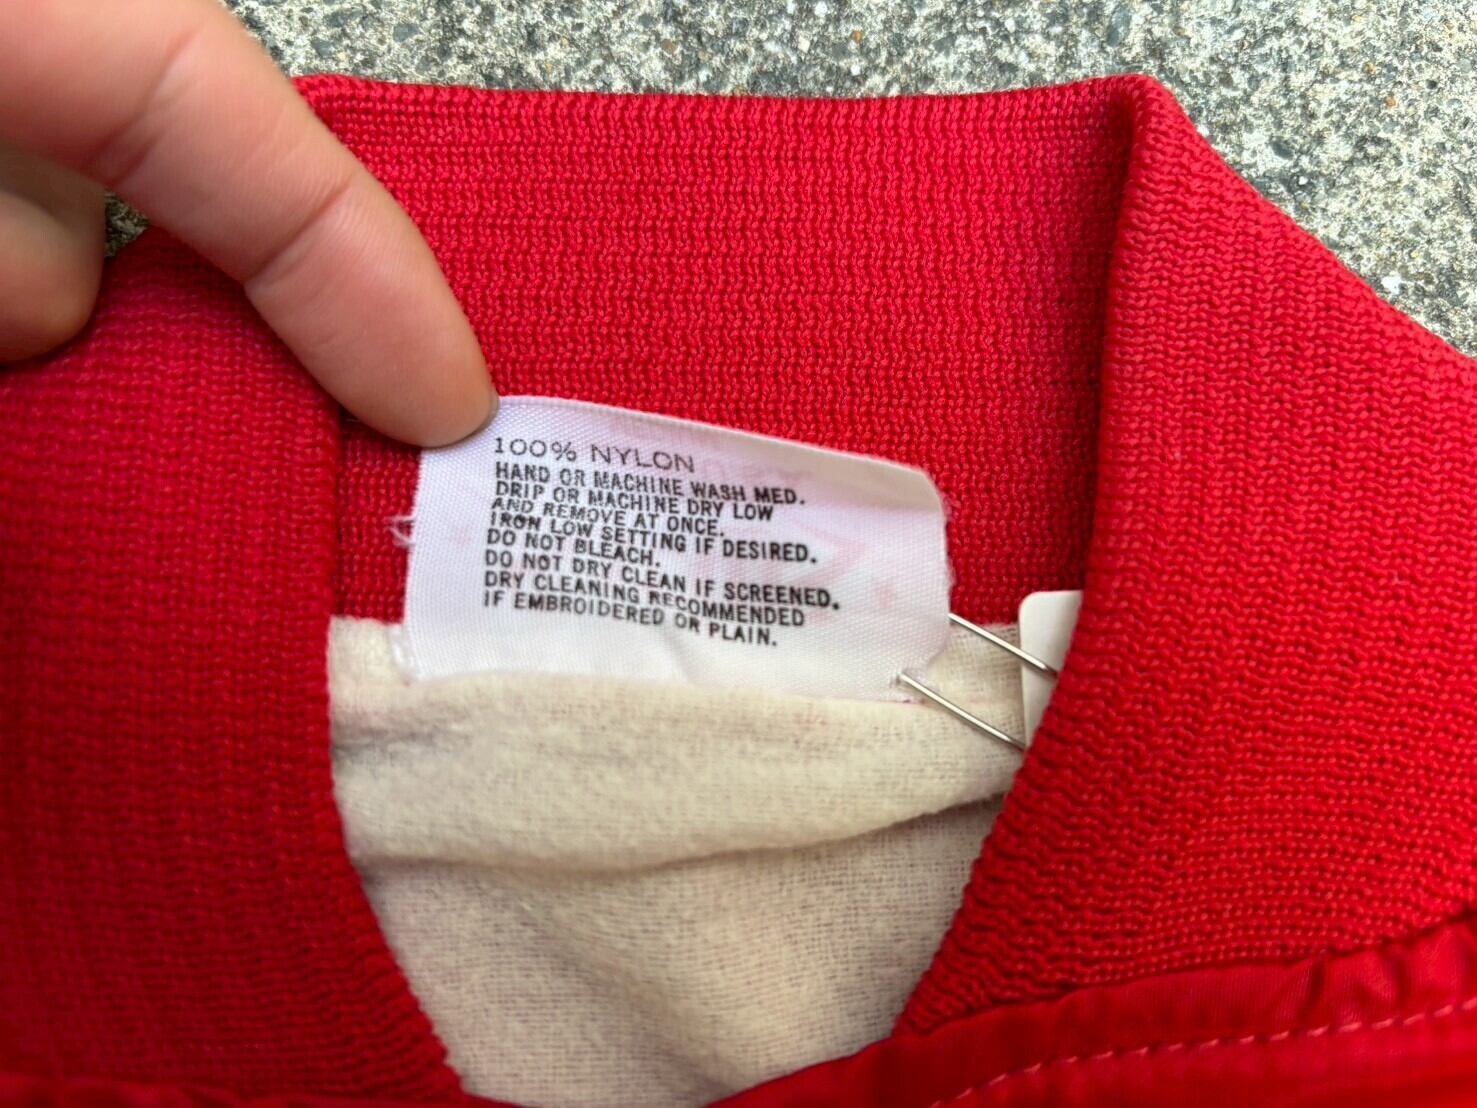 100% NYLON
HAND OR MACHINE WASH MED.
DRIP OR MACHINE DRY LOW
AND REMOVE AT ONCE.
IRON LOW SETTING IF DESIRED.
DO NOT BLEACH.
DO NOT DRY CLEAN IF SCREENED.
DRY CLEANING RECOMMENDED
IF EMBROIDERED OR PLAIN.